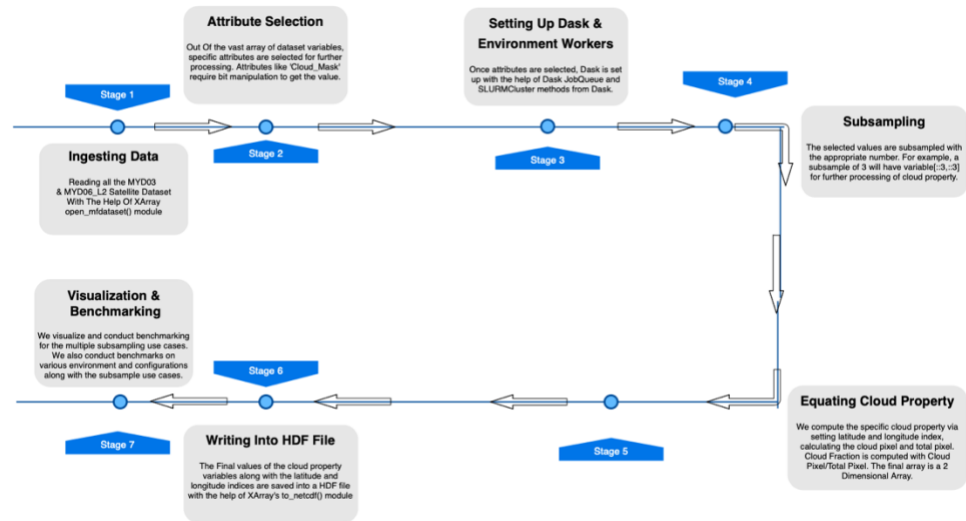 Attribute Selection
Out Of the vast array of dataset variables,
specific attributes are selected for further
processing. Attributes like 'Cloud_Mask'
require bit manipulation to get the value.
Setting Up Dask &
Environment Workers
Once attributes are selected, Dask is set
up with the help of Dask JobQueue and
SLURMCluster methods from Dask.
Stage 1
Stage 2
Stage 3
Stage 4
Ingesting Data
Reading all the MYD03
& MYD06_L2 Satellite Dataset
With The Help Of XArray
open_mfdataset() module
Subsampling
The selected values are subsampled with
the appropriate number. For example, a
subsample of 3 will have variable[::3,::3]
for further processing of cloud property.
Visualization &
Benchmarking
We visualize and conduct benchmarking
for the multiple subsampling use cases.
We also conduct benchmarks on
various environment and configurations
along with the subsample use cases.
Stage 6
Stage 7
Stage 5
Writing Into HDF File
The Final values of the cloud property
variables along with the latitude and
longitude indices are saved into a HDF file
with the help of XArray's to_netcdf() module
Equating Cloud Property
We compute the specific cloud property via
setting latitude and longitude index,
calculating the cloud pixel and total pixel.
Cloud Fraction is computed with Cloud
Pixel/Total Pixel. The final array is a 2
Dimensional Array.